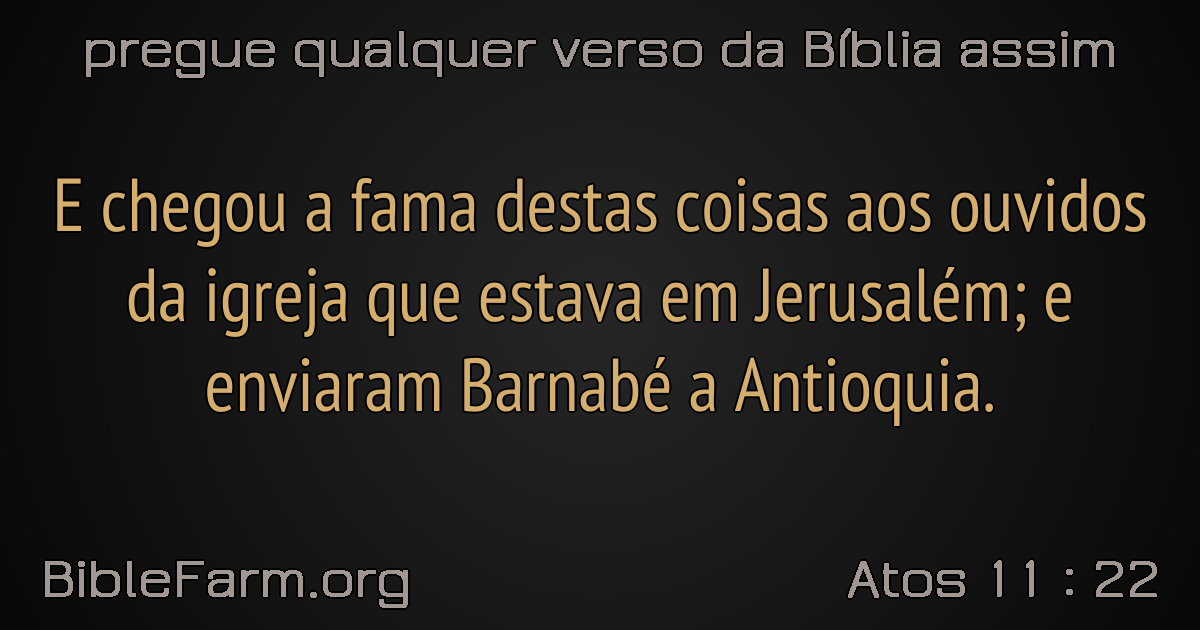 pregue qualquer verso da Bíblia assim
E chegou a fama destas coisas aos ouvidos
da igreja que estava em Jerusalém; e
enviaram Barnabé a Antioquia.
BibleFarm.org
Atos 11 : 22